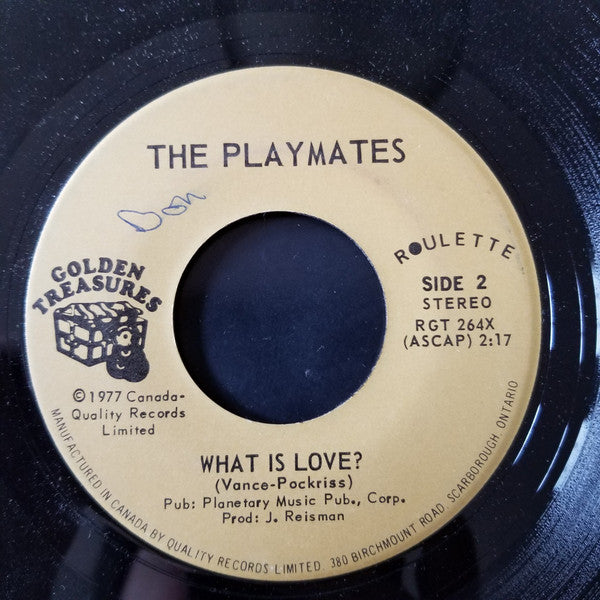 THE PLAYMATES
Don
GOLDEN
TREASURES
ROULETTE
SIDE 2
STEREO
RGT 264X
(ASCAP) 2:17
©1977 Canada-
Quality Records
Limited
WHAT IS LOVE?
(Vance-Pockriss)
Pub: Planetary Music Pub., Corp.
Prod: J. Reisman
MANUFACTURED IN CANADA BY QUALITY RECORDS LIMITED. 380 BIRCHMOUNT ROAD, SCARBOROUGH, ONTARIO